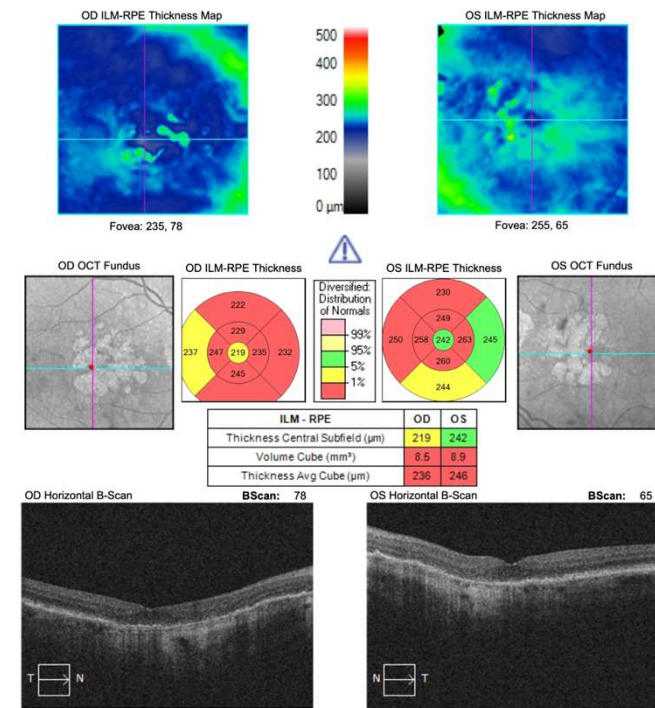 OD ILM-RPE Thickness Map
OS ILM-RPE Thickness Map
500
400
300
200
100
0 µm
Fovea: 235, 78
Fovea: 255, 65
OD OCT Fundus
OD ILM-RPE Thickness
OS ILM-RPE Thickness
OS OCT Fundus
222
229
237
247
219
235
232
245
Diversified:
Distribution
of Normals
99%
95%
5%
1%
230
249
250
258
242
263
245
260
244
ILM - RPE OD OS
Thickness Central Subfield (µm) 219 242
Volume Cube (mm³) 8.5 8.9
Thickness Avg Cube (µm) 236 246
OD Horizontal B-Scan
BScan: 78
OS Horizontal B-Scan
BScan: 65
T N
N T